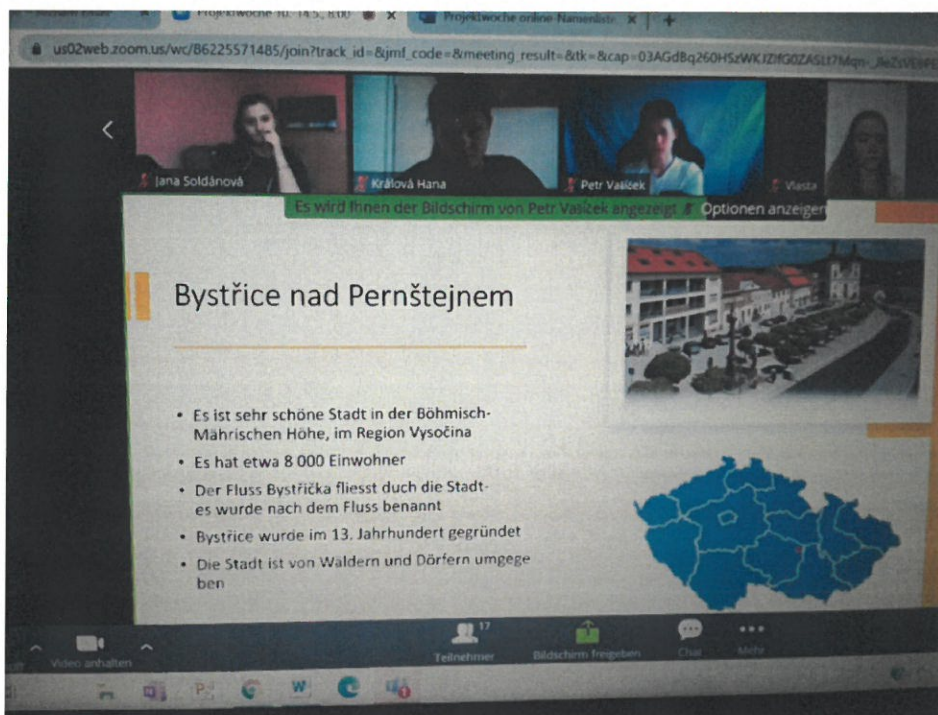 Projektwoche 10.-14.5., 8:00
Projektwoche online-Namenliste
us02web.zoom.us/wc/86225571485/join?track_id=&jmf_code=&meeting_result=&tk=&cap=
Jana Soldánová
Králová Hana
Petr Vašíček
Vlasta
Es wird Ihnen der Bildschirm von Petr Vašíček angezeigt
Optionen anzeigen
Bystřice nad Pernštejnem
• Es ist sehr schöne Stadt in der Böhmisch-
Mährischen Höhe, im Region Vysočina
• Es hat etwa 8 000 Einwohner
• Der Fluss Bystřička fliesst duch die Stadt-
es wurde nach dem Fluss benannt
• Bystřice wurde im 13. Jahrhundert gegründet
• Die Stadt ist von Wäldern und Dörfern umgege
ben
17
Video anhalten
Teilnehmer
Bildschirm freigeben
Chat
Mehr